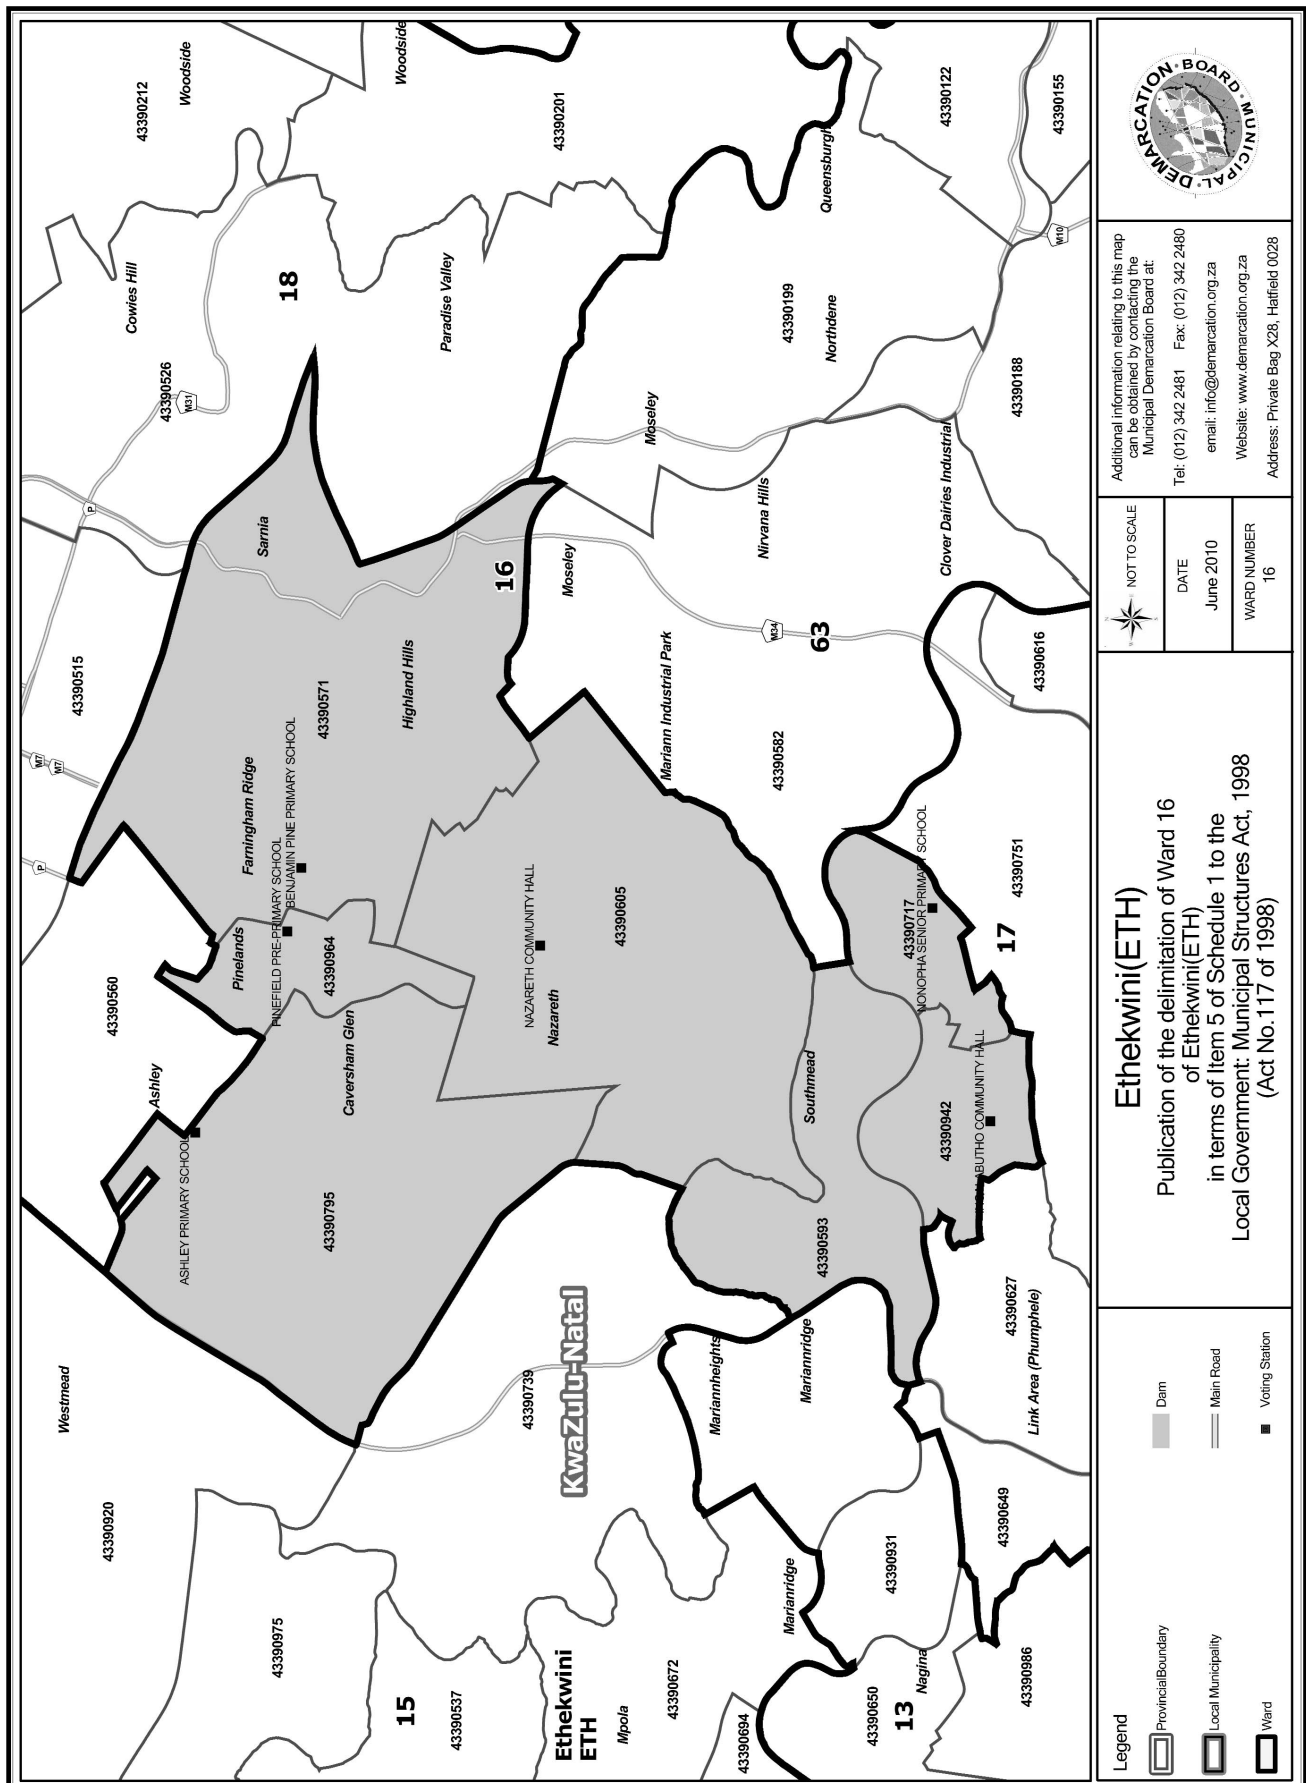 Westmead
43390920
43390975
15
43390537
Ethekwini
ETH
Mpola
43390672
43390694
43390650
13
Nagina
43390986
43390931
Marianridge
43390649
KwaZulu-Natal
43390739
Mariannheights
Mariannridge
43390627
Link Area (Phumphele)
43390593
43390795
ASHLEY PRIMARY SCHOOL
Ashley
Caversham Glen
43390560
Pinelands
PINEFIELD PRE-PRIMARY SCHOOL
43390964
BENJAMIN PINE PRIMARY SCHOOL
Farningham Ridge
NAZARETH COMMUNITY HALL
Nazareth
43390605
Southmead
43390942
ABUTHO COMMUNITY HALL
43390717
NONOPHA SENIOR PRIMARY SCHOOL
17
43390751
43390515
M7
M7
P
P
43390571
Highland Hills
Sarnia
16
Moseley
Mariann Industrial Park
43390582
M34
63
43390616
Nirvana Hills
Clover Dairies Industrial
43390188
Moseley
43390526
M31
Cowies Hill
18
Paradise Valley
43390199
Northdene
Queensburgh
M10
43390212
Woodside
Woodside
43390201
43390122
43390155
Legend
ProvincialBoundary
Local Municipality
Ward
Dam
Main Road
Voting Station
Ethekwini(ETH)
Publication of the delimitation of Ward 16
of Ethekwini(ETH)
in terms of Item 5 of Schedule 1 to the
Local Government: Municipal Structures Act, 1998
(Act No.117 of 1998)
N
E
S
W
NOT TO SCALE
DATE
June 2010
WARD NUMBER
16
Additional information relating to this map
can be obtained by contacting the
Municipal Demarcation Board at:
Tel: (012) 342 2481 Fax: (012) 342 2480
email: info@demarcation.org.za
Website: www.demarcation.org.za
Address: Private Bag X28, Hatfield 0028
MUNICIPAL DEMARCATION BOARD